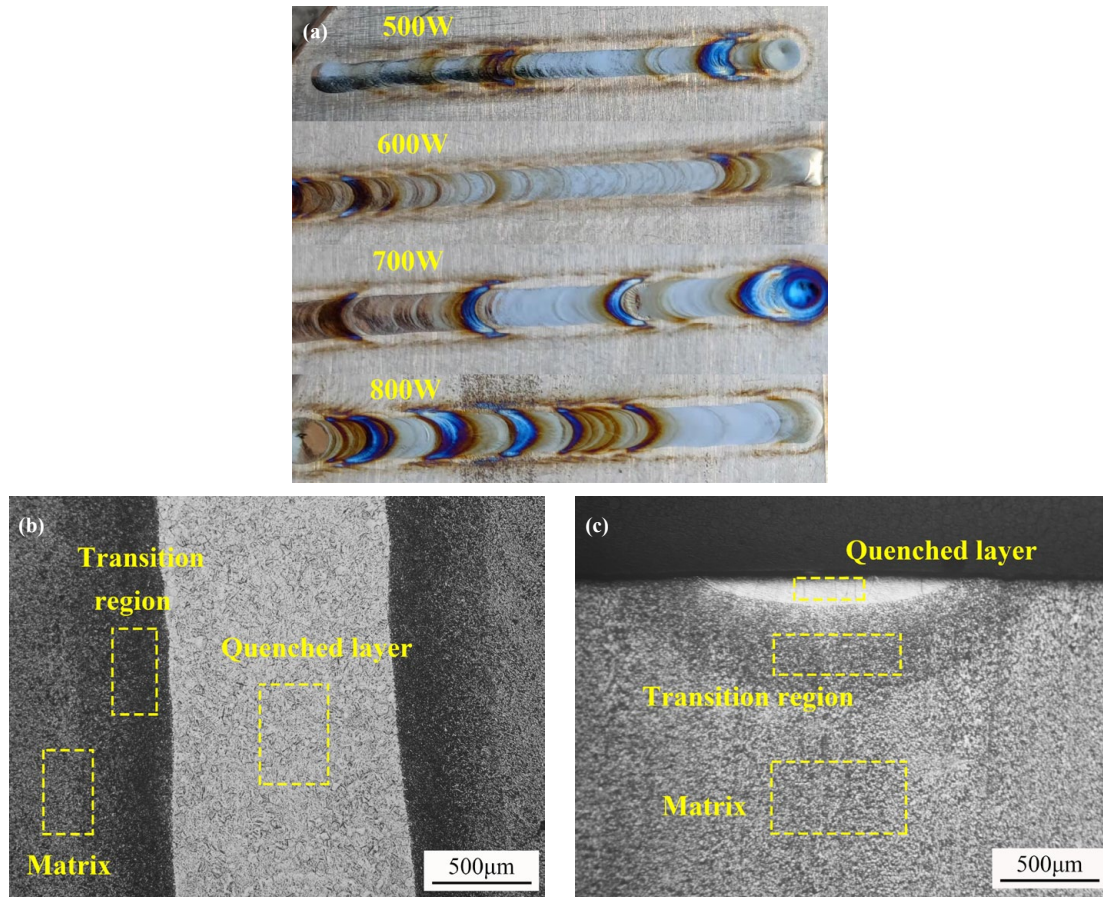 (a)
500W
600W
700W
800W
(b)
Transition
region
Quenched layer
Matrix
500μm
(c)
Quenched layer
Transition region
Matrix
500μm